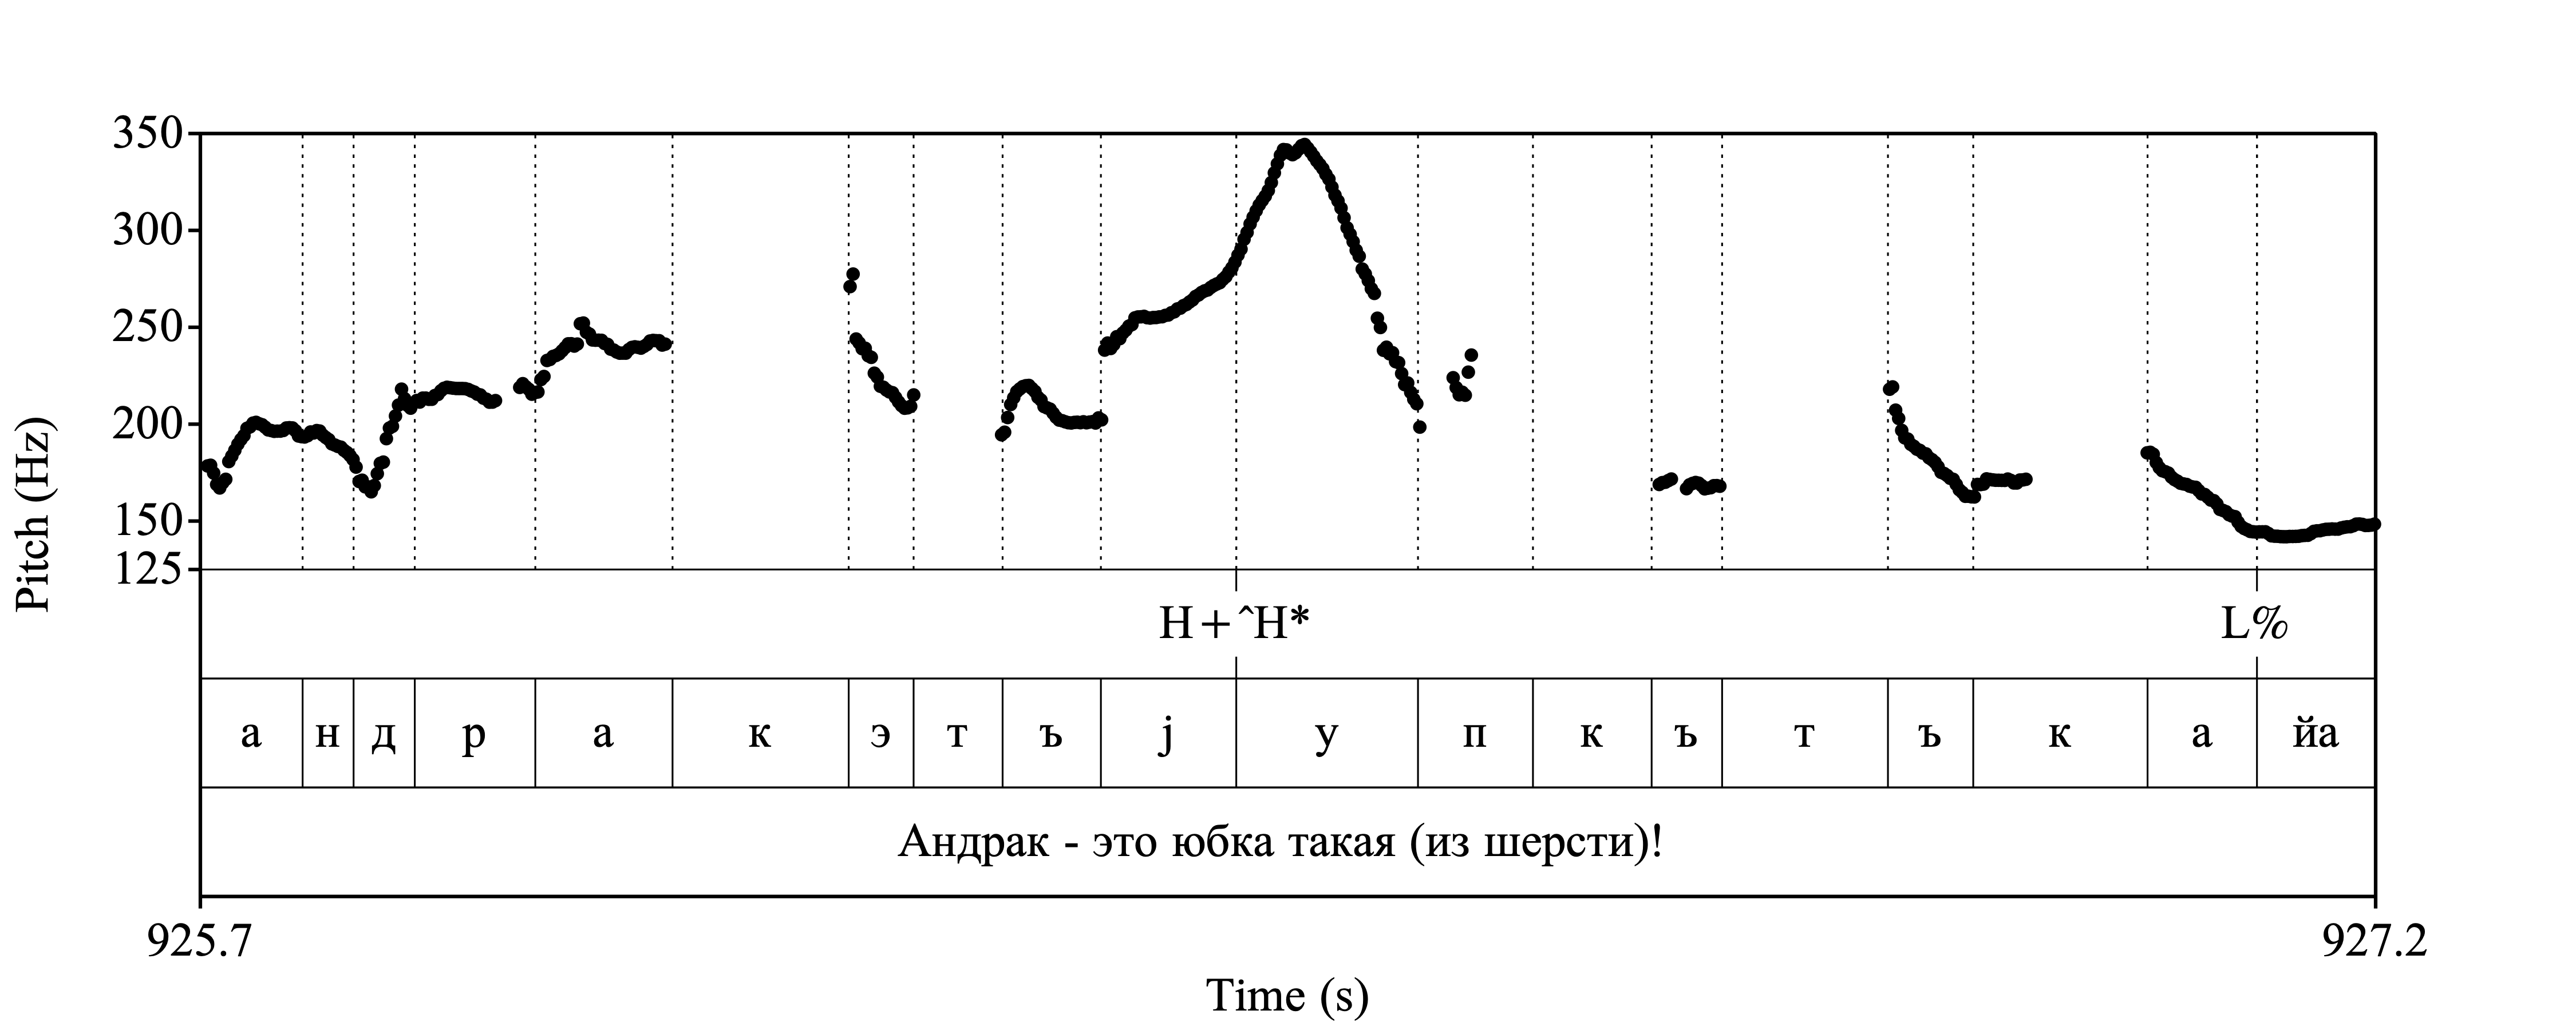 Pitch (Hz)
350
300
250
200
150
125
H+^H* L%
а н д р а к э т ъ j у п к ъ т ъ к а йа
Андрак - это юбка такая (из шерсти)!
925.7 927.2
Time (s)